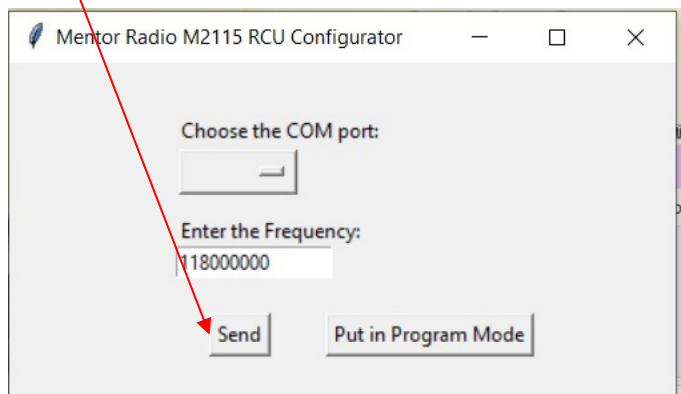 Mentor Radio M2115 RCU Configurator
Choose the COM port:
Enter the Frequency:
118000000
Send Put in Program Mode